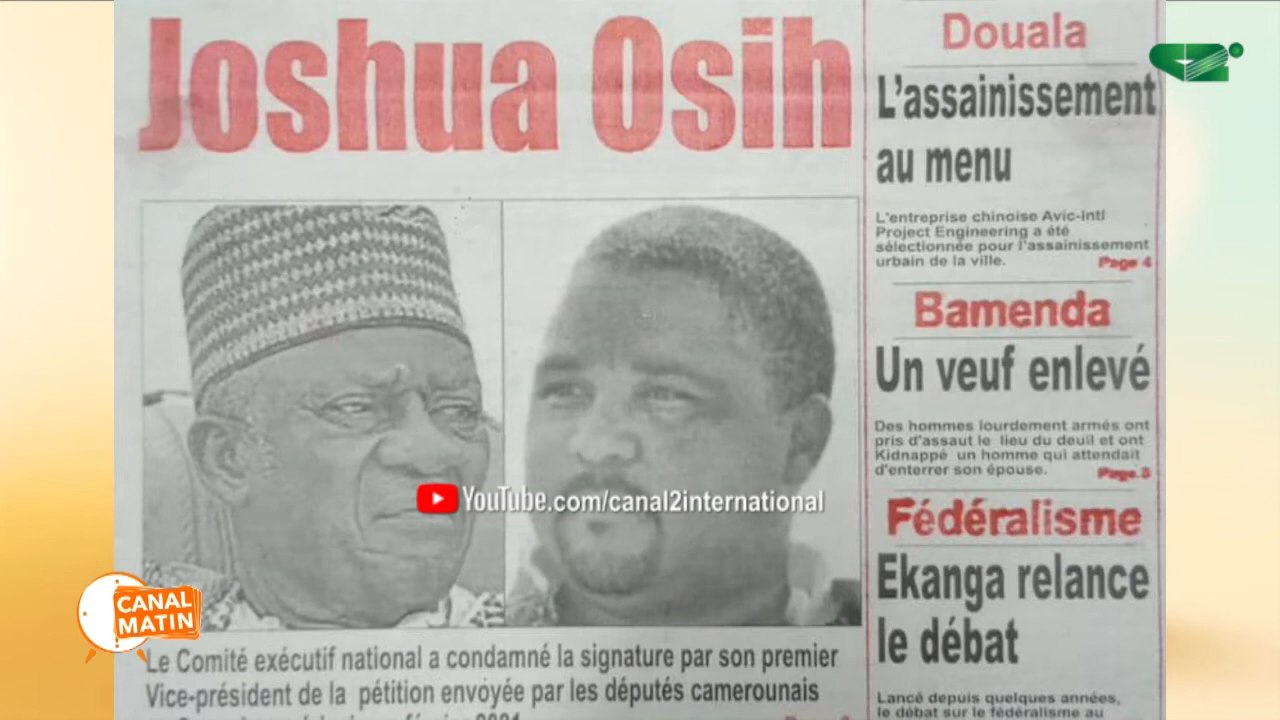 Joshua Osih
Le Comité exécutif national a condamné la signature par son premier
Vice-président de la pétition envoyée par les députés camerounais
février 2021
Douala
L'assainissement
au menu
L'entreprise chinoise Avic-Intl
Project Engineering a été
sélectionnée pour l'assainissement
urbain de la ville.
Page 4
Bamenda
Un veuf enlevé
Des hommes lourdement armés ont
pris d'assaut le lieu du deuil et ont
Kidnappé un homme qui attendait
d'enterrer son épouse.
Page 3
Fédéralisme
Ekanga relance
le débat
Lancé depuis quelques années,
le débat sur le fédéralisme au
YouTube.com/canal2international
CANAL
MATIN